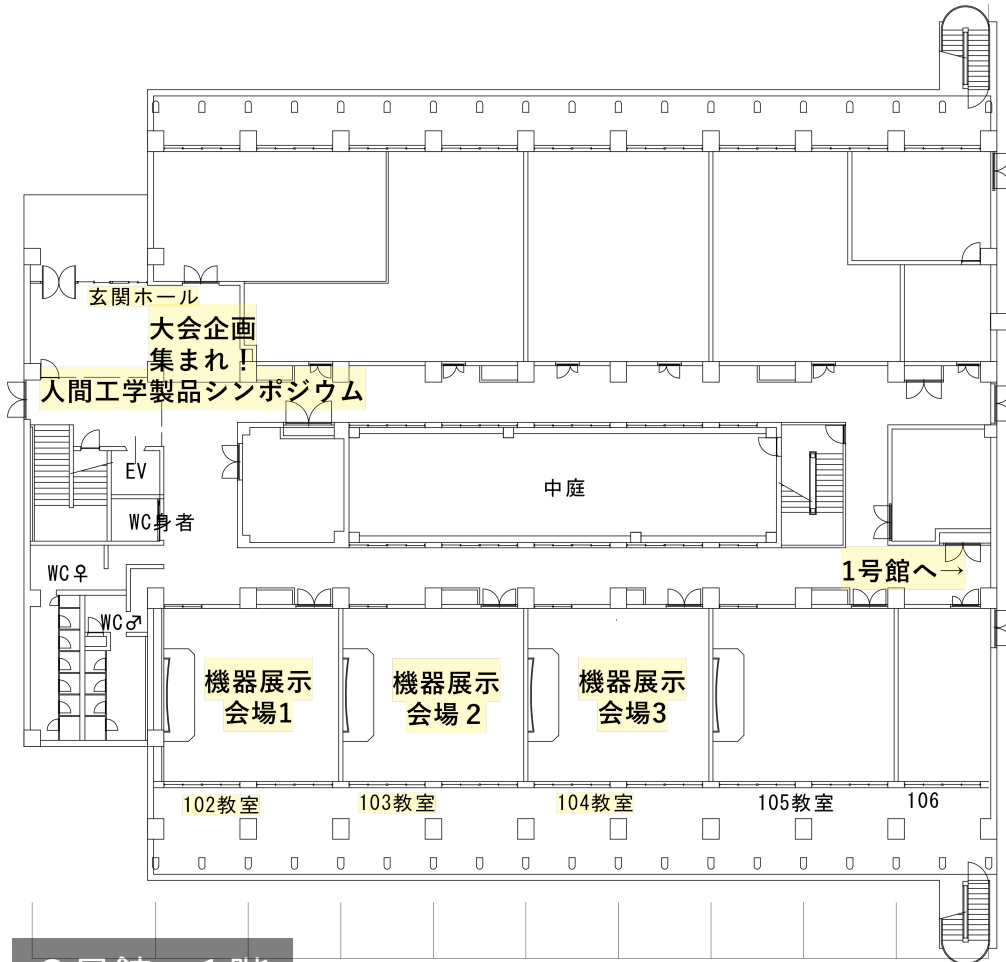 玄関ホール
大会企画
集まれ！
人間工学製品シンポジウム
EV
中庭
WC身者
WC♀
1号館へ→
WC♂
機器展示
会場1
機器展示
会場２
機器展示
会場3
102教室
103教室
104教室
105教室
106